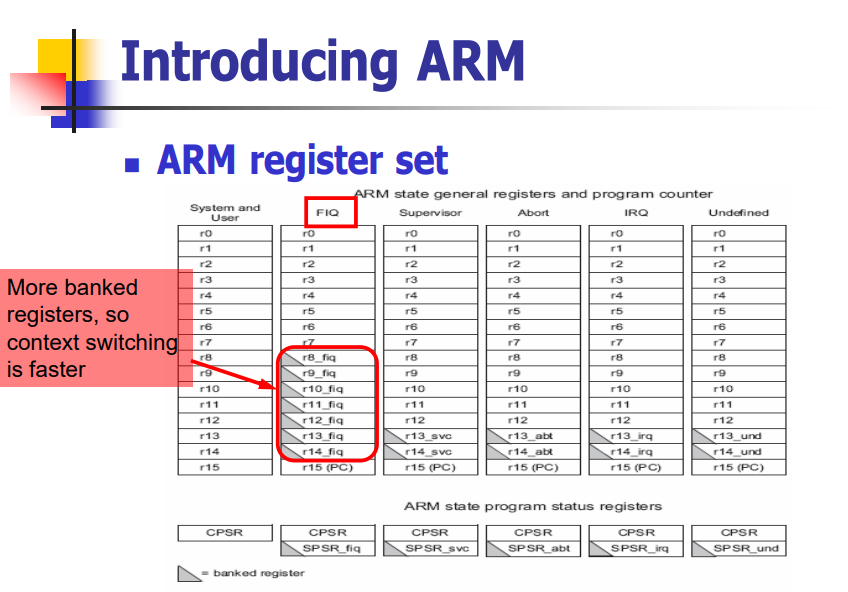 Introducing ARM
ARM register set
ARM state general registers and program counter
System and User FIQ Supervisor Abort IRQ Undefined
r0 r0 r0 r0 r0 r0
r1 r1 r1 r1 r1 r1
r2 r2 r2 r2 r2 r2
r3 r3 r3 r3 r3 r3
r4 r4 r4 r4 r4 r4
r5 r5 r5 r5 r5 r5
r6 r6 r6 r6 r6 r6
r7 r7 r7 r7 r7 r7
r8 r8_fiq r8 r8 r8 r8
r9 r9_fiq r9 r9 r9 r9
r10 r10_fiq r10 r10 r10 r10
r11 r11_fiq r11 r11 r11 r11
r12 r12_fiq r12 r12 r12 r12
r13 r13_fiq r13_svc r13_abt r13_irq r13_und
r14 r14_fiq r14_svc r14_abt r14_irq r14_und
r15 r15 (PC) r15 (PC) r15 (PC) r15 (PC) r15 (PC)
More banked
registers, so
context switching
is faster
ARM state program status registers
CPSR CPSR CPSR CPSR CPSR CPSR
SPSR_fiq SPSR_svc SPSR_abt SPSR_irq SPSR_und
= banked register